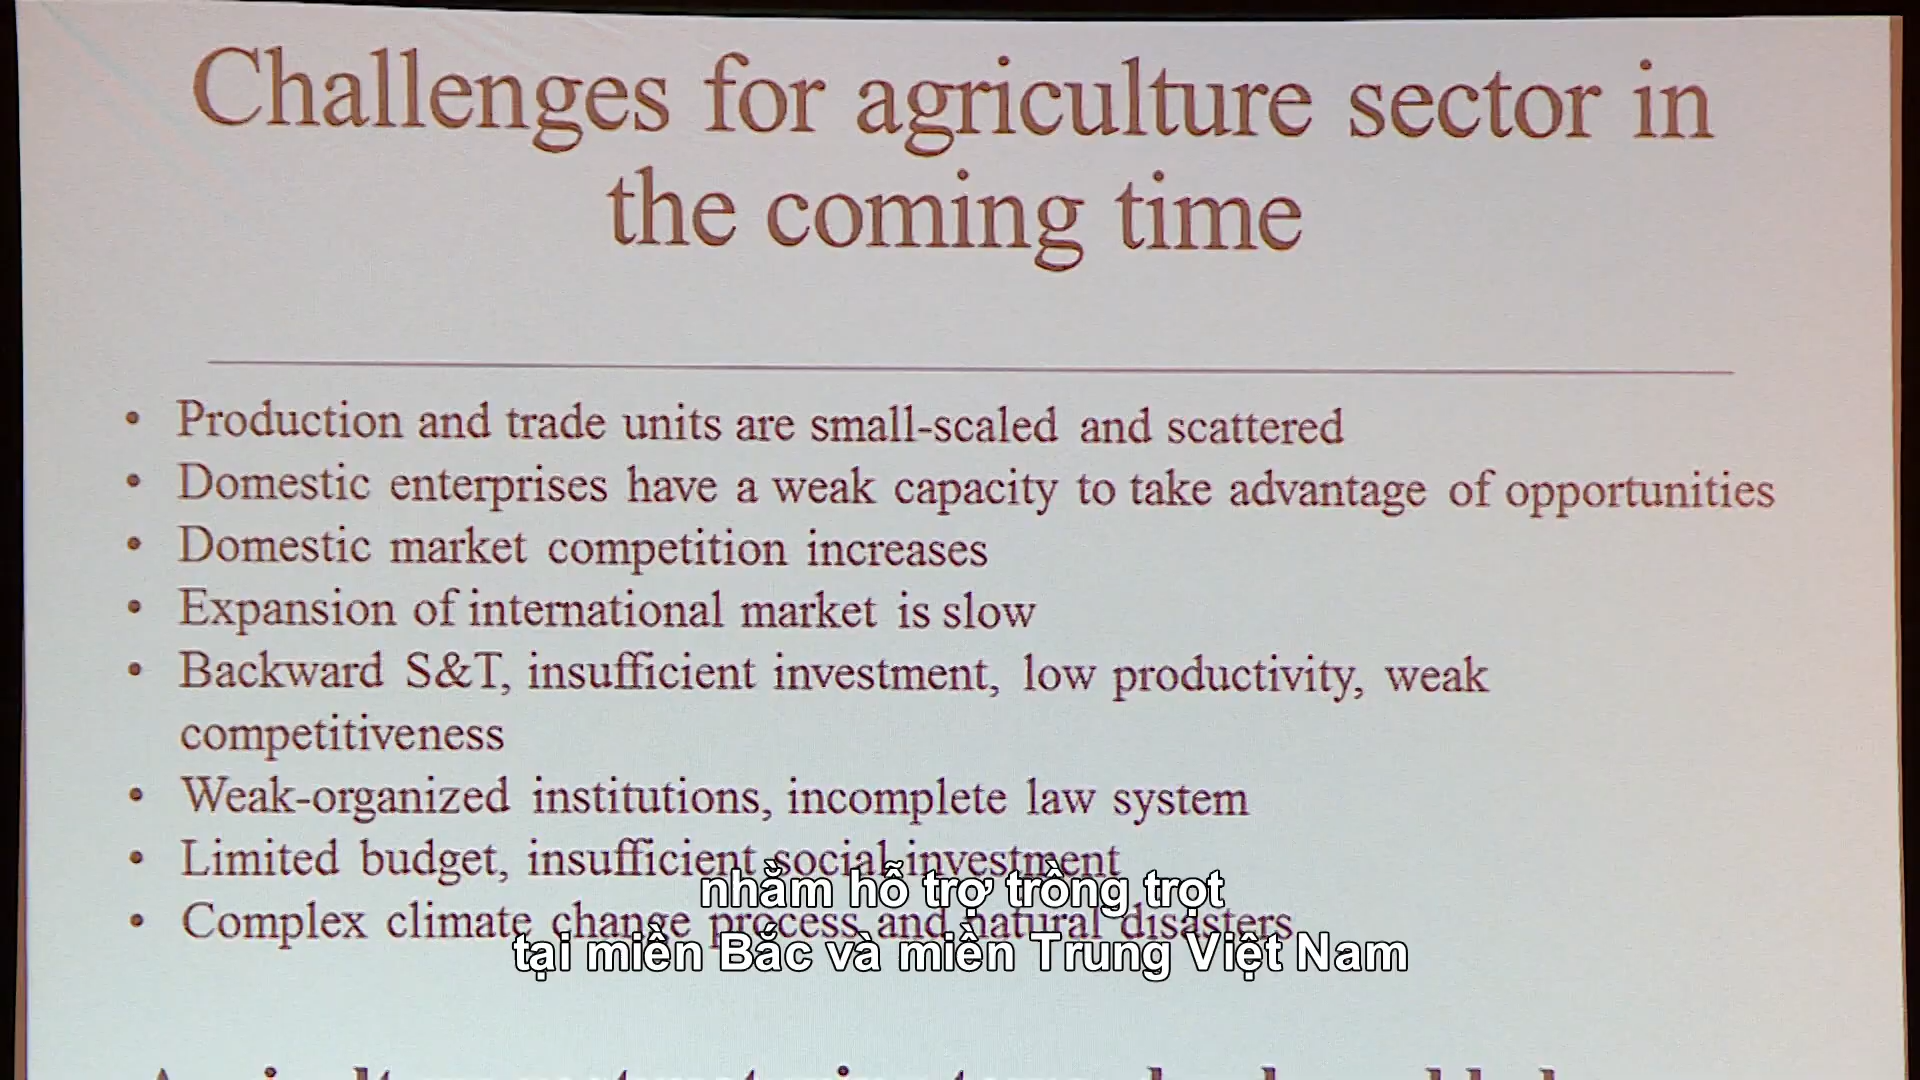 Challenges for agriculture sector in
the coming time
• Production and trade units are small-scaled and scattered
• Domestic enterprises have a weak capacity to take advantage of opportunities
• Domestic market competition increases
• Expansion of international market is slow
• Backward S&T, insufficient investment, low productivity, weak
competitiveness
• Weak-organized institutions, incomplete law system
• Limited budget, insufficient social investment
• Complex climate change process and natural disasters
nhằm hỗ trợ trồng trọt
tại miền Bắc và miền Trung Việt Nam